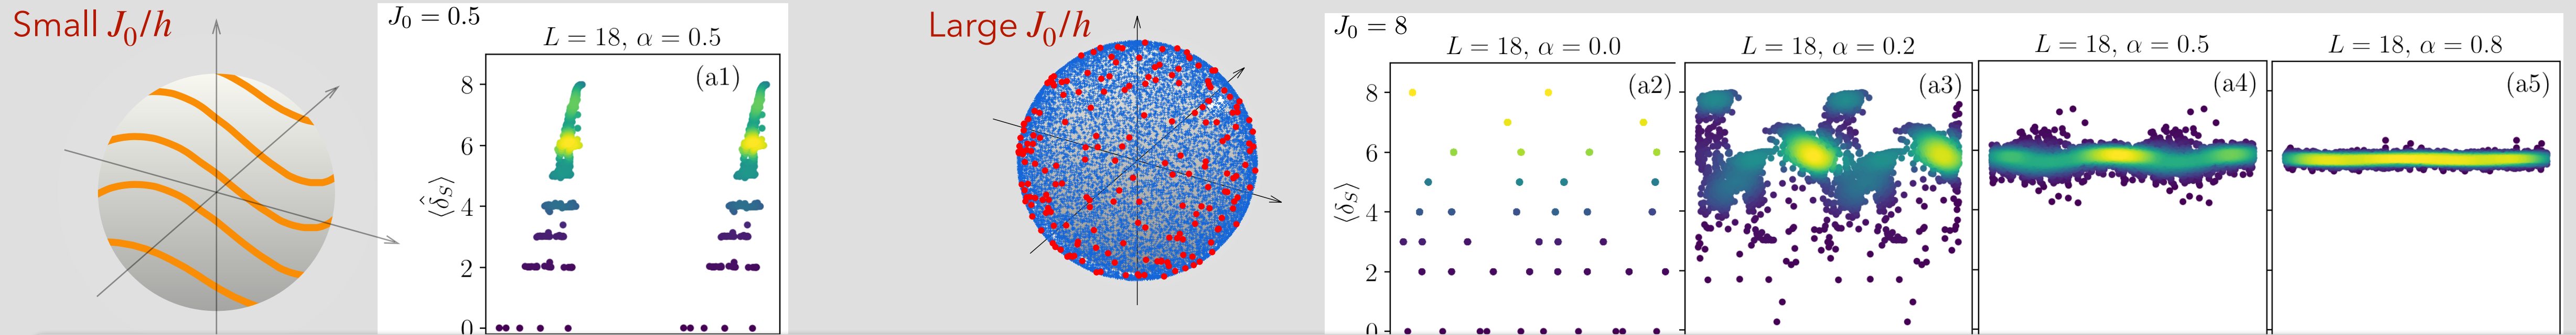 Small J₀/h
J₀ = 0.5
L = 18, α = 0.5
(a1)
8
6
4
2
0
⟨δ̂_S⟩
Large J₀/h
J₀ = 8
L = 18, α = 0.0
L = 18, α = 0.2
L = 18, α = 0.5
L = 18, α = 0.8
(a2)
(a3)
(a4)
(a5)
8
6
4
2
0
⟨δ_S⟩